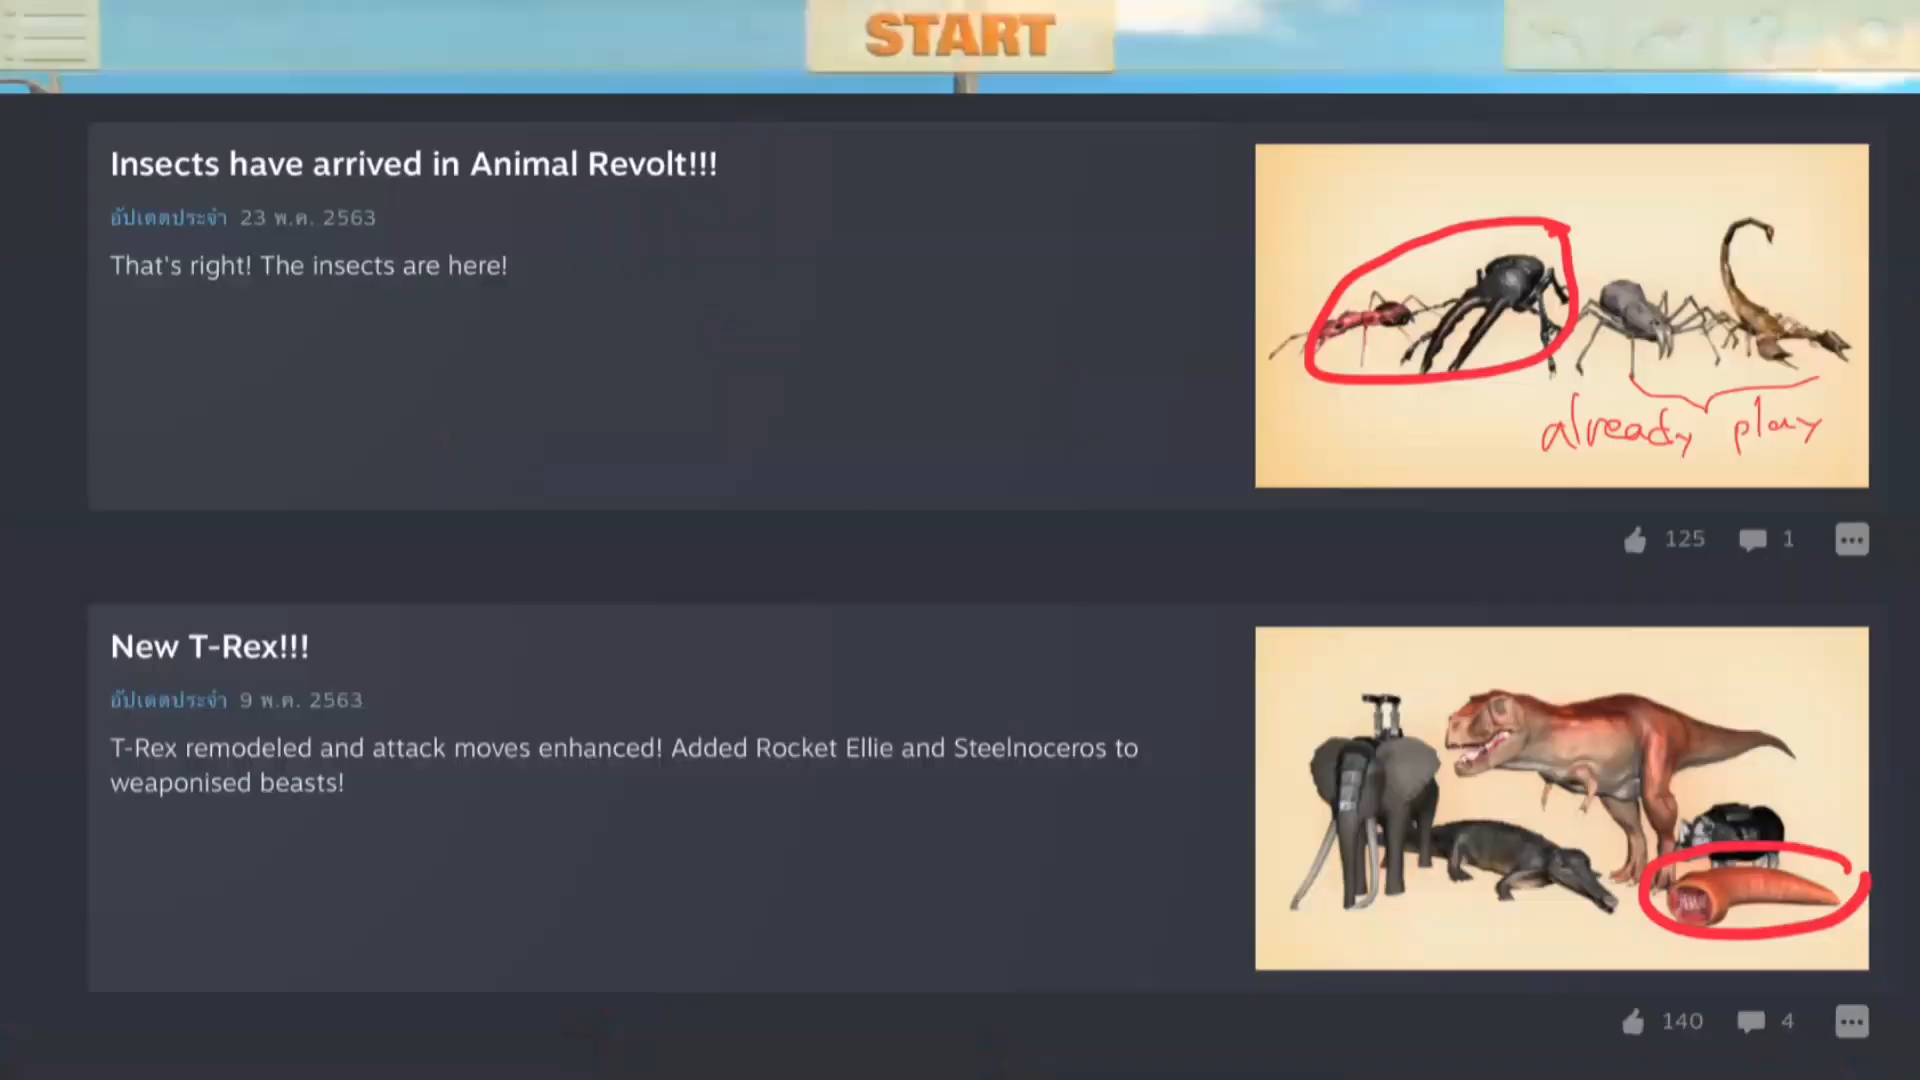 START
Insects have arrived in Animal Revolt!!!
อัปเดตประจำ 23 พ.ค. 2563
That's right! The insects are here!
already play
125 1
New T-Rex!!!
อัปเดตประจำ 9 พ.ค. 2563
T-Rex remodeled and attack moves enhanced! Added Rocket Ellie and Steelnoceros to
weaponised beasts!
140 4